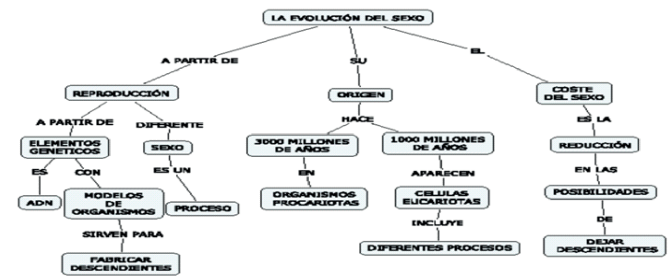 LA EVOLUCIÓN DEL SEXO
A PARTIR DE
SU
EL
REPRODUCCIÓN
ORIGEN
COSTE
DEL SEXO
A PARTIR DE
DIFERENTE
HACE
ES LA
ELEMENTOS
GENETICOS
SEXO
3000 MILLONES
DE AÑOS
1000 MILLONES
DE AÑOS
REDUCCIÓN
ES
CON
ES UN
EN
APARECEN
EN LAS
ADN
MODELOS
DE
ORGANISMOS
PROCESO
ORGANISMOS
PROCARIOTAS
CELULAS
EUCARIOTAS
POSIBILIDADES
SIRVEN PARA
INCLUYE
DE
FABRICAR
DESCENDIENTES
DIFERENTES PROCESOS
DEJAR
DESCENDIENTES